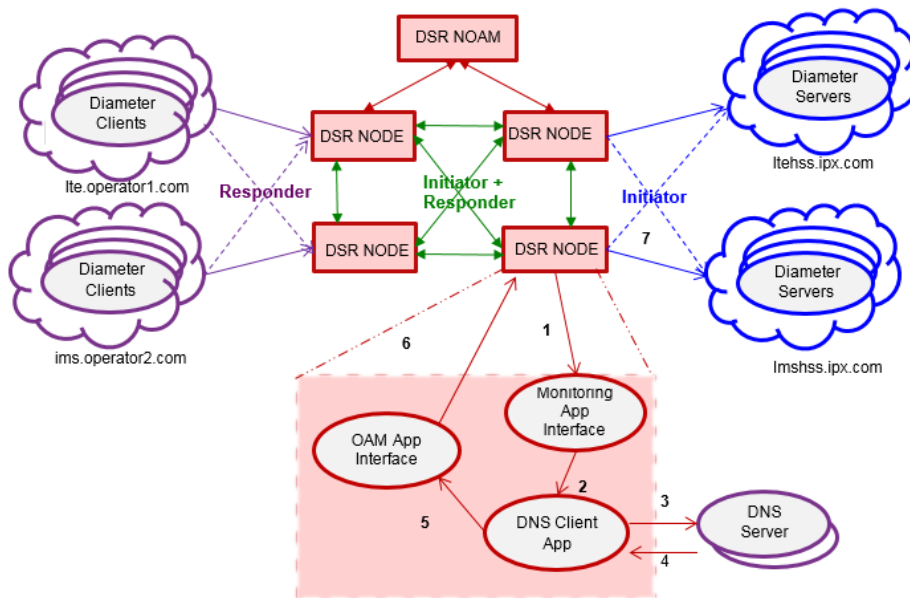 DSR NOAM
Diameter
Clients
DSR NODE
DSR NODE
Diameter
Servers
lte.operator1.com
ltehss.ipx.com
Responder
Initiator +
Responder
Initiator
7
Diameter
Clients
DSR NODE
DSR NODE
Diameter
Servers
ims.operator2.com
Imshss.ipx.com
6
1
Monitoring
App
Interface
OAM App
Interface
2
3
5
DNS Client
App
DNS
Server
4